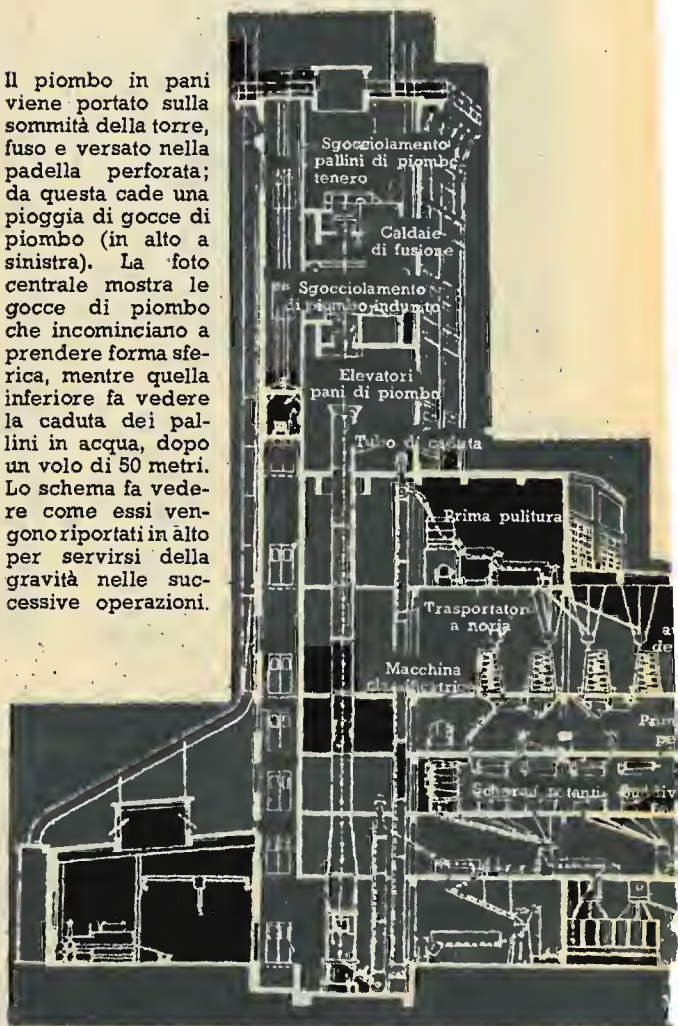 Il piombo in pani
viene portato sulla
sommità della torre,
fuso e versato nella
padella perforata;
da questa cade una
pioggia di gocce di
piombo (in alto a
sinistra). La foto
centrale mostra le
gocce di piombo
che incominciano a
prendere forma sfe-
rica, mentre quella
inferiore fa vedere
la caduta dei pal-
lini in acqua, dopo
un volo di 50 metri.
Lo schema fa vede-
re come essi ven-
gono riportati in alto
per servirsi della
gravità nelle suc-
cessive operazioni.
Sgocciolamento
pallini di piombo
tenero
Caldaie
di fusione
Sgocciolamento
di piombo indurito
Elevatori
pani di piombo
Tubo di caduta
Prima pulitura
Trasportatori
a noria
Macchina